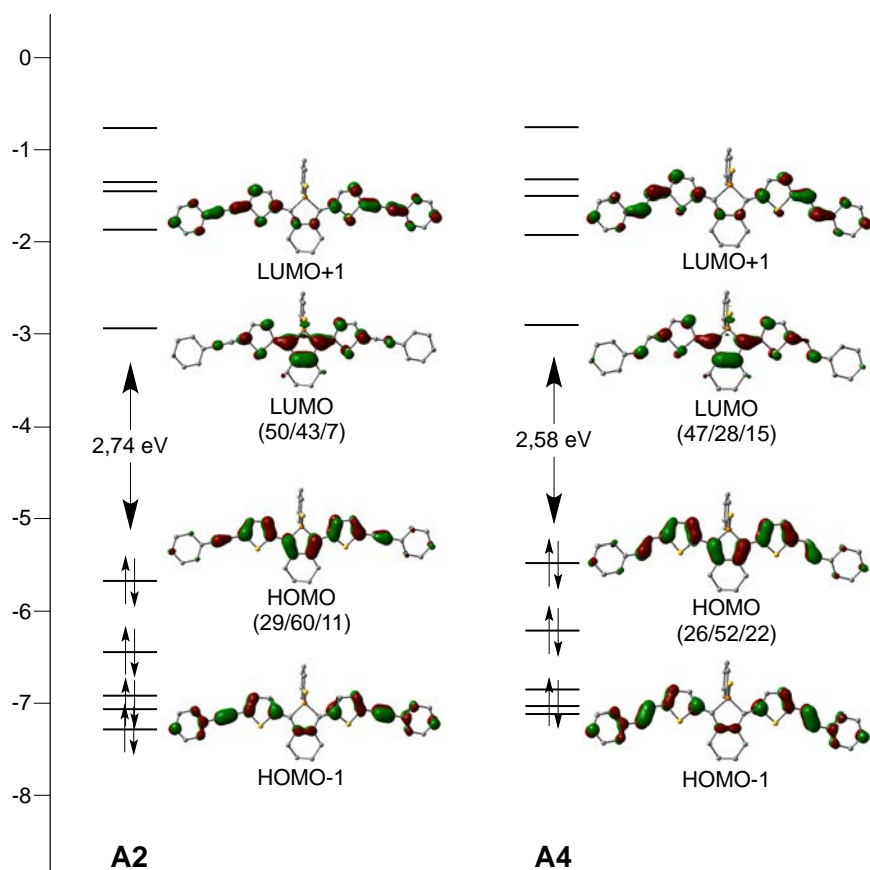 0
-1
-2
-3
-4
-5
-6
-7
-8
LUMO+1
LUMO
(50/43/7)
2,74 eV
HOMO
(29/60/11)
HOMO-1
A2
LUMO+1
LUMO
(47/28/15)
2,58 eV
HOMO
(26/52/22)
HOMO-1
A4